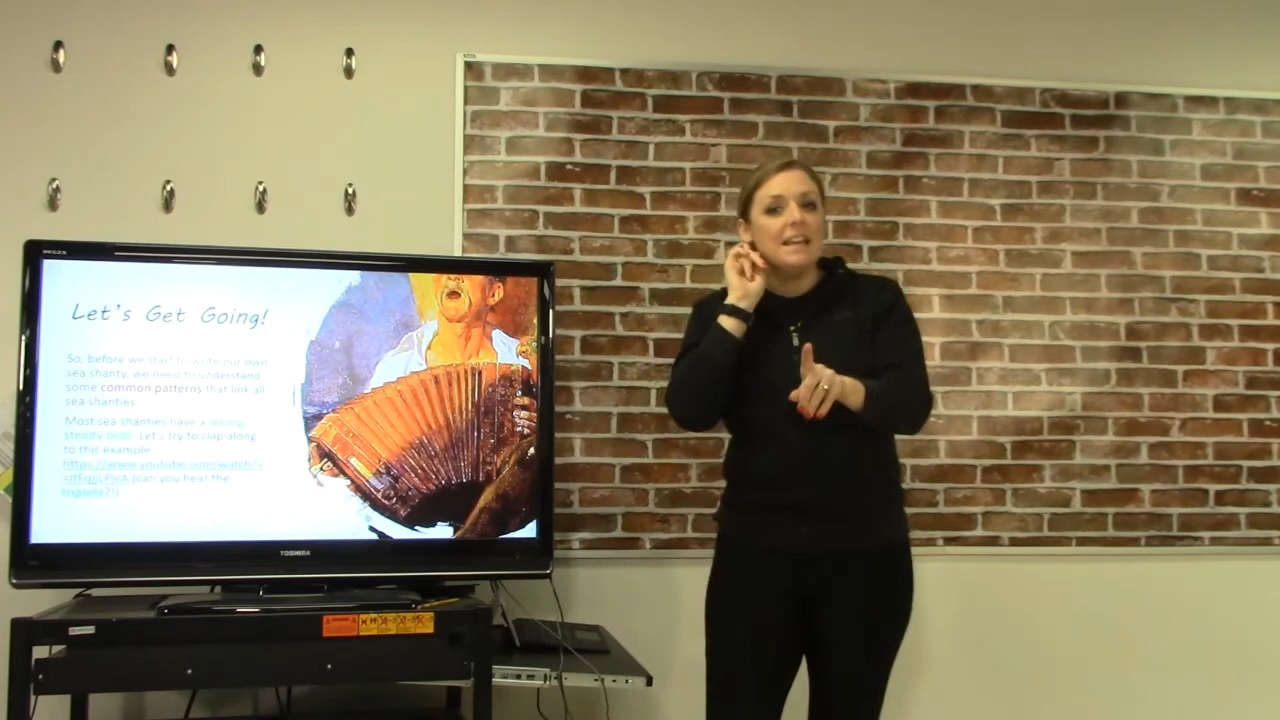 Let's Get Going!
So, before we start to write our own
sea shanty, we need to understand
some common patterns that link all
sea shanties.
Most sea shanties have a strong,
steady beat. Let's try to clap along
to this example
https://www.youtube.com/watch?v
(can you hear the
triplets?!)
TOSHIBA
REGZA